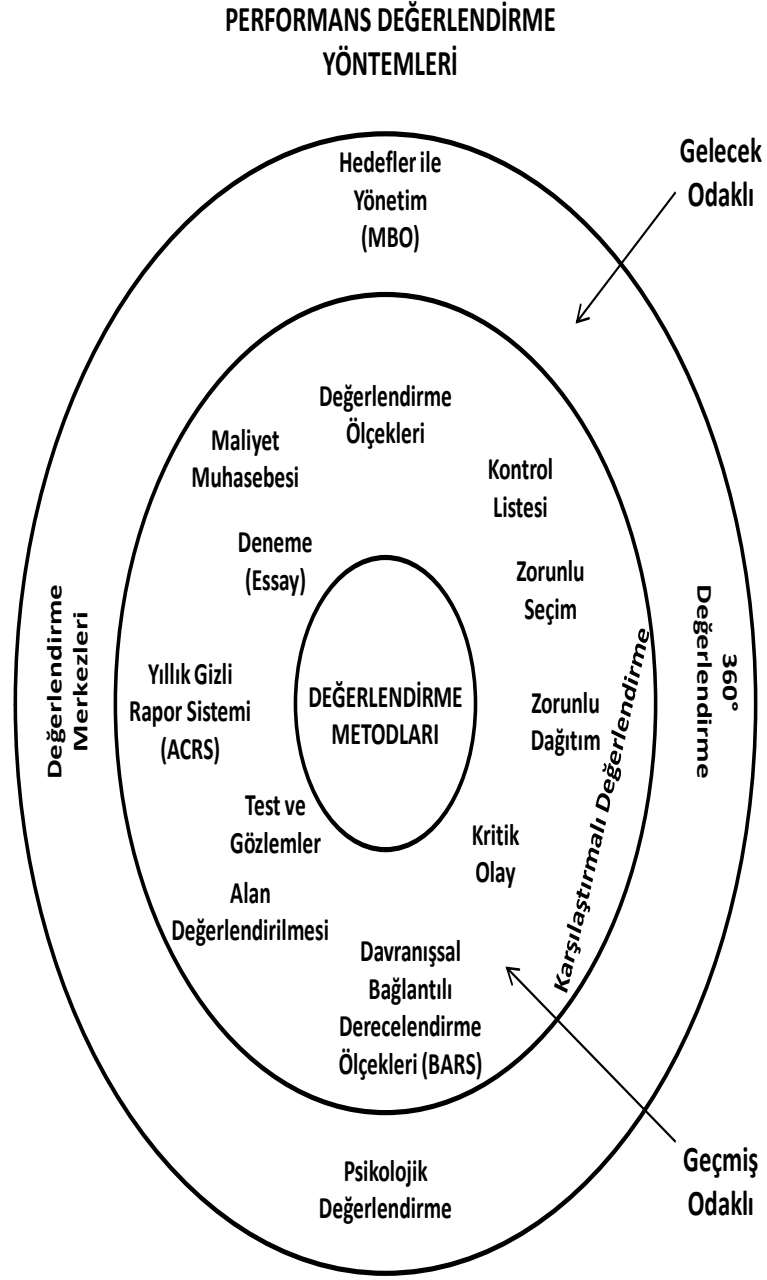 PERFORMANS DEĞERLENDİRME
YÖNTEMLERİ
Gelecek
Odaklı
Hedefler ile
Yönetim
(MBO)
Değerlendirme
Ölçekleri
Maliyet
Muhasebesi
Kontrol
Listesi
Deneme
(Essay)
Zorunlu
Seçim
Değerlendirme
Merkezleri
Yıllık Gizli
Rapor Sistemi
(ACRS)
DEĞERLENDİRME
METODLARI
Zorunlu
Dağıtım
Karşılaştırmalı Değerlendirme
360°
Değerlendirme
Test ve
Gözlemler
Kritik
Olay
Alan
Değerlendirilmesi
Davranışsal
Bağlantılı
Derecelendirme
Ölçekleri (BARS)
Geçmiş
Odaklı
Psikolojik
Değerlendirme